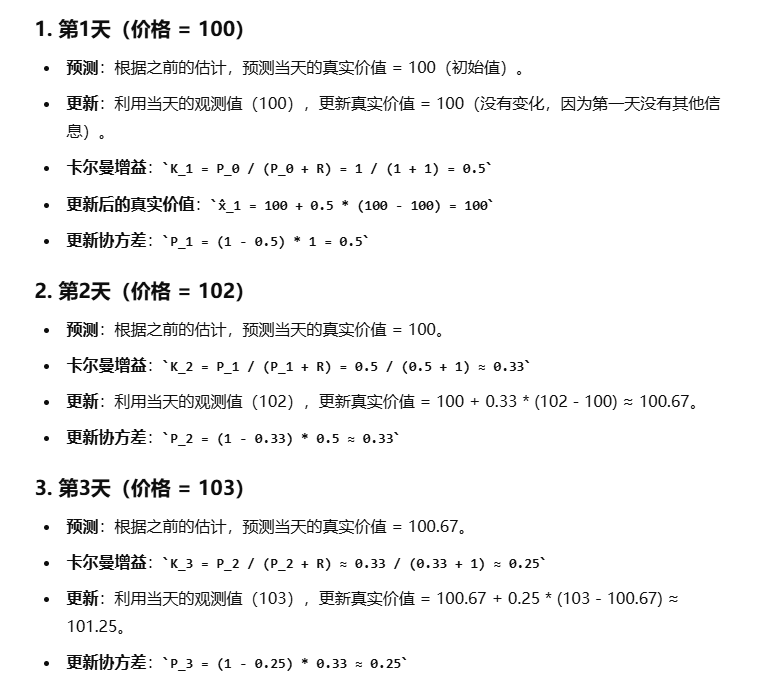 1. 第1天（价格 = 100）
• 预测：根据之前的估计，预测当天的真实价值 = 100（初始值）。
• 更新：利用当天的观测值（100），更新真实价值 = 100（没有变化，因为第一天没有其他信
息）。
• 卡尔曼增益：`K_1 = P_0 / (P_0 + R) = 1 / (1 + 1) = 0.5`
• 更新后的真实价值：`x̂_1 = 100 + 0.5 * (100 - 100) = 100`
• 更新协方差：`P_1 = (1 - 0.5) * 1 = 0.5`
2. 第2天（价格 = 102）
• 预测：根据之前的估计，预测当天的真实价值 = 100。
• 卡尔曼增益：`K_2 = P_1 / (P_1 + R) = 0.5 / (0.5 + 1) ≈ 0.33`
• 更新：利用当天的观测值（102），更新真实价值 = 100 + 0.33 * (102 - 100) ≈ 100.67。
• 更新协方差：`P_2 = (1 - 0.33) * 0.5 ≈ 0.33`
3. 第3天（价格 = 103）
• 预测：根据之前的估计，预测当天的真实价值 = 100.67。
• 卡尔曼增益：`K_3 = P_2 / (P_2 + R) ≈ 0.33 / (0.33 + 1) ≈ 0.25`
• 更新：利用当天的观测值（103），更新真实价值 = 100.67 + 0.25 * (103 - 100.67) ≈
101.25。
• 更新协方差：`P_3 = (1 - 0.25) * 0.33 ≈ 0.25`